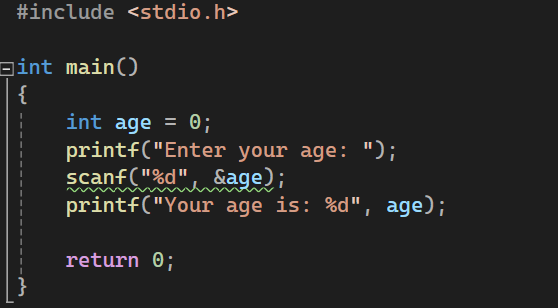 #include <stdio.h>
int main()
{
int age = 0;
printf("Enter your age: ");
scanf("%d", &age);
printf("Your age is: %d", age);
return 0;
}